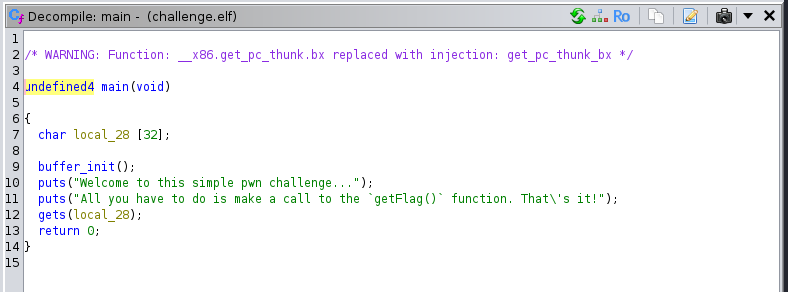 Decompile: main - (challenge.elf)
Ro
1
2 /* WARNING: Function: __x86.get_pc_thunk.bx replaced with injection: get_pc_thunk_bx */
3
4 undefined4 main(void)
5
6 {
7   char local_28 [32];
8
9   buffer_init();
10   puts("Welcome to this simple pwn challenge...");
11   puts("All you have to do is make a call to the `getFlag()` function. That\'s it!");
12   gets(local_28);
13   return 0;
14 }
15